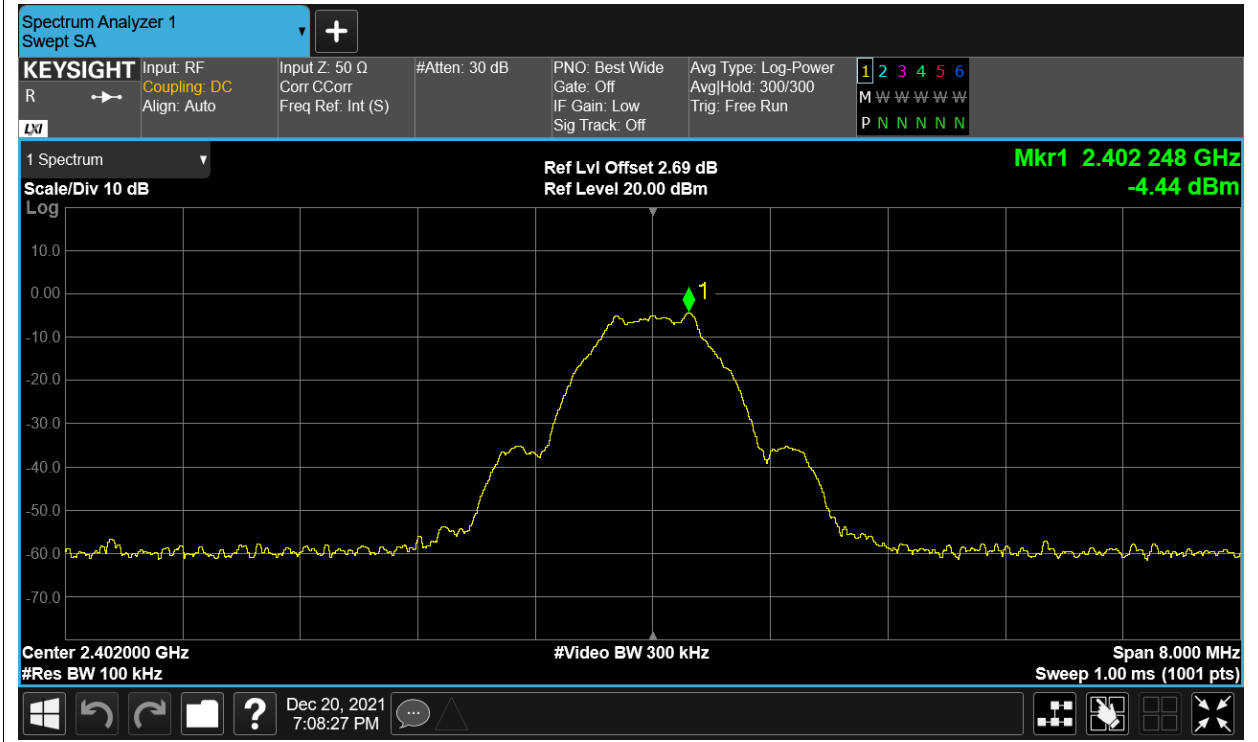 Spectrum Analyzer 1
Swept SA
KEYSIGHT
R
LXI
Input: RF
Coupling: DC
Align: Auto
Input Z: 50 Ω
Corr CCorr
Freq Ref: Int (S)
#Atten: 30 dB
PNO: Best Wide
Gate: Off
IF Gain: Low
Sig Track: Off
Avg Type: Log-Power
Avg|Hold: 300/300
Trig: Free Run
1 2 3 4 5 6
M W W W W W
P N N N N N
1 Spectrum
Scale/Div 10 dB
Log
Ref Lvl Offset 2.69 dB
Ref Level 20.00 dBm
Mkr1 2.402 248 GHz
-4.44 dBm
10.0
0.00
-10.0
-20.0
-30.0
-40.0
-50.0
-60.0
-70.0
1
Center 2.402000 GHz
#Res BW 100 kHz
#Video BW 300 kHz
Span 8.000 MHz
Sweep 1.00 ms (1001 pts)
?
Dec 20, 2021
7:08:27 PM